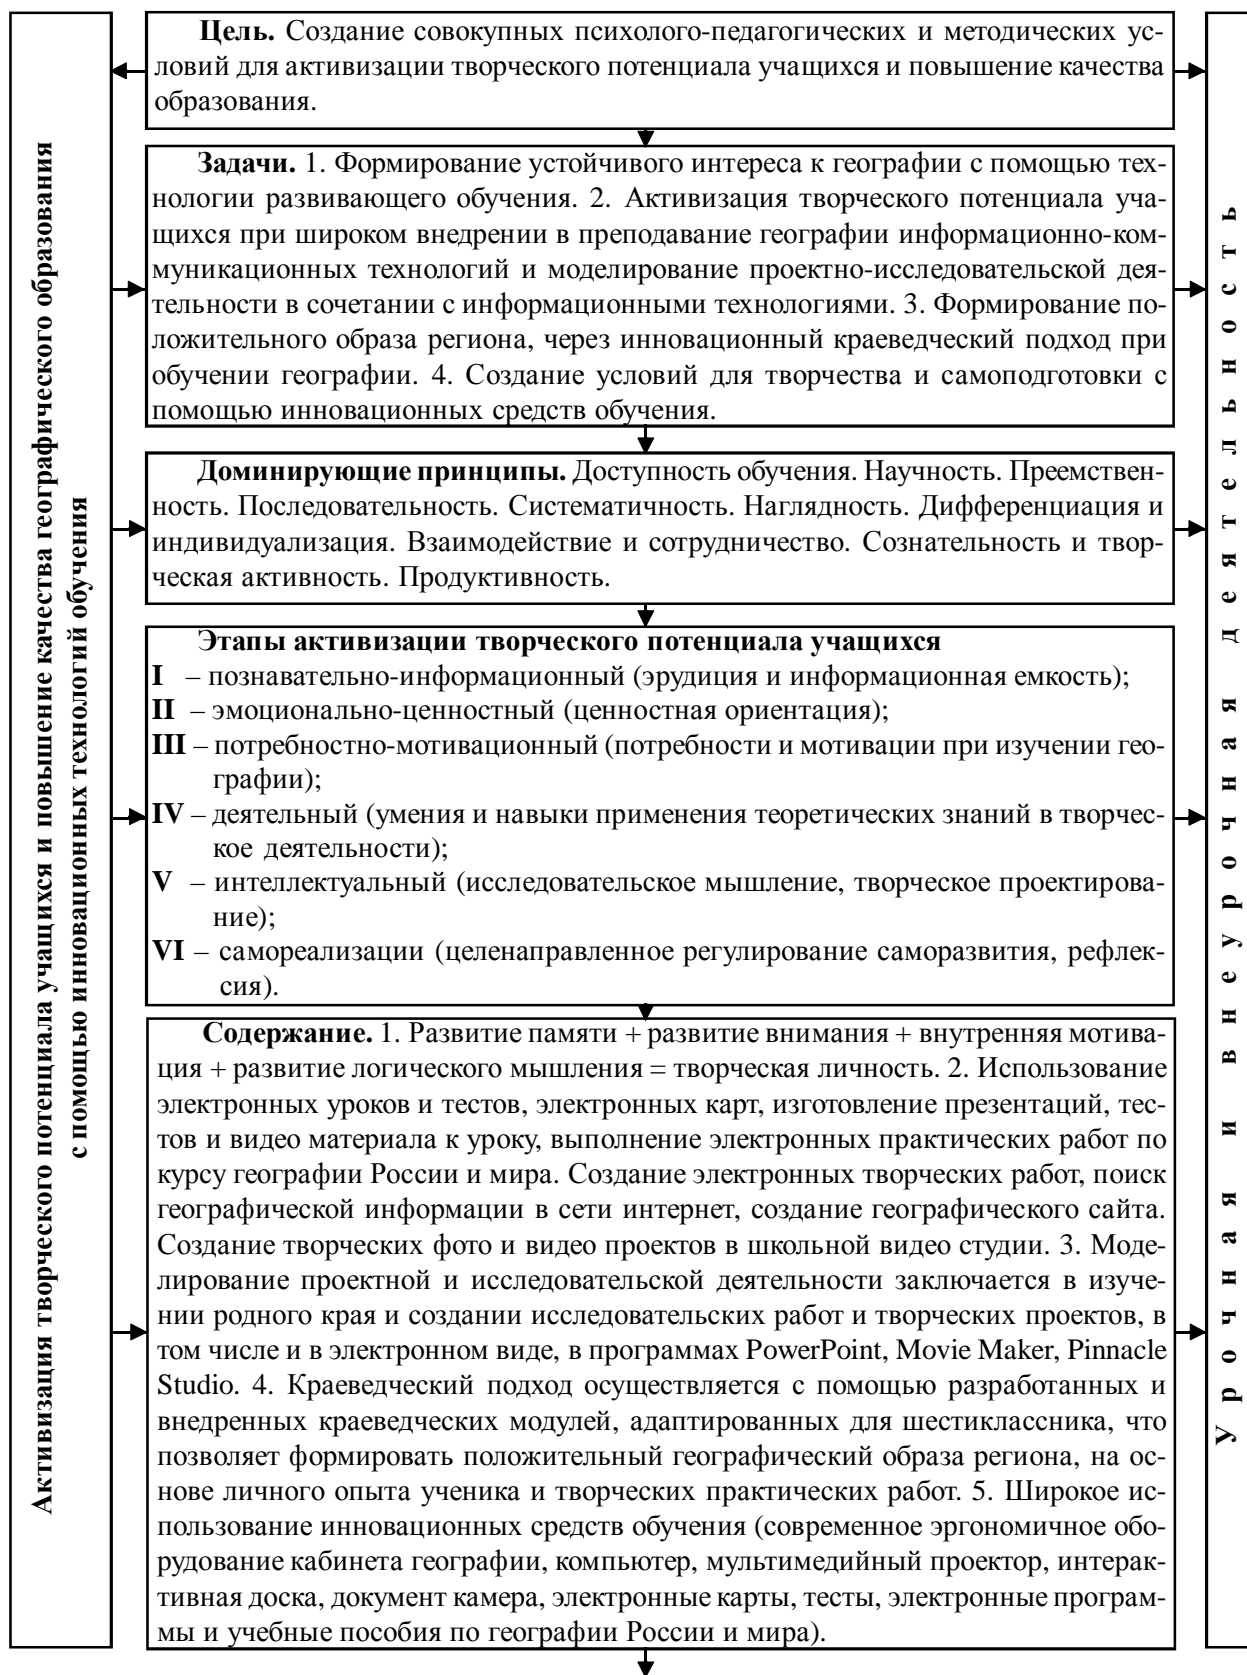 Активизация творческого потенциала учащихся и повышение качества географического образования
с помощью инновационных технологий обучения
Цель. Создание совокупных психолого-педагогических и методических ус-
ловий для активизации творческого потенциала учащихся и повышение качества
образования.
Задачи. 1. Формирование устойчивого интереса к географии с помощью тех-
нологии развивающего обучения. 2. Активизация творческого потенциала уча-
щихся при широком внедрении в преподавание географии информационно-ком-
муникационных технологий и моделирование проектно-исследовательской дея-
тельности в сочетании с информационными технологиями. 3. Формирование по-
ложительного образа региона, через инновационный краеведческий подход при
обучении географии. 4. Создание условий для творчества и самоподготовки с
помощью инновационных средств обучения.
Доминирующие принципы. Доступность обучения. Научность. Преемствен-
ность. Последовательность. Систематичность. Наглядность. Дифференциация и
индивидуализация. Взаимодействие и сотрудничество. Сознательность и твор-
ческая активность. Продуктивность.
Этапы активизации творческого потенциала учащихся
I – познавательно-информационный (эрудиция и информационная емкость);
II – эмоционально-ценностный (ценностная ориентация);
III – потребностно-мотивационный (потребности и мотивации при изучении гео-
графии);
IV – деятельный (умения и навыки применения теоретических знаний в творчес-
кое деятельности);
V – интеллектуальный (исследовательское мышление, творческое проектирова-
ние);
VI – самореализации (целенаправленное регулирование саморазвития, рефлек-
сия).
Содержание. 1. Развитие памяти + развитие внимания + внутренняя мотива-
ция + развитие логического мышления = творческая личность. 2. Использование
электронных уроков и тестов, электронных карт, изготовление презентаций, тес-
тов и видео материала к уроку, выполнение электронных практических работ по
курсу географии России и мира. Создание электронных творческих работ, поиск
географической информации в сети интернет, создание географического сайта.
Создание творческих фото и видео проектов в школьной видео студии. 3. Моде-
лирование проектной и исследовательской деятельности заключается в изуче-
нии родного края и создании исследовательских работ и творческих проектов, в
том числе и в электронном виде, в программах PowerPoint, Movie Maker, Pinnacle
Studio. 4. Краеведческий подход осуществляется с помощью разработанных и
внедренных краеведческих модулей, адаптированных для шестиклассника, что
позволяет формировать положительный географический образа региона, на ос-
нове личного опыта ученика и творческих практических работ. 5. Широкое ис-
пользование инновационных средств обучения (современное эргономичное обо-
рудование кабинета географии, компьютер, мультимедийный проектор, интерак-
тивная доска, документ камера, электронные карты, тесты, электронные програм-
мы и учебные пособия по географии России и мира).
Урочная и внеурочная деятельность